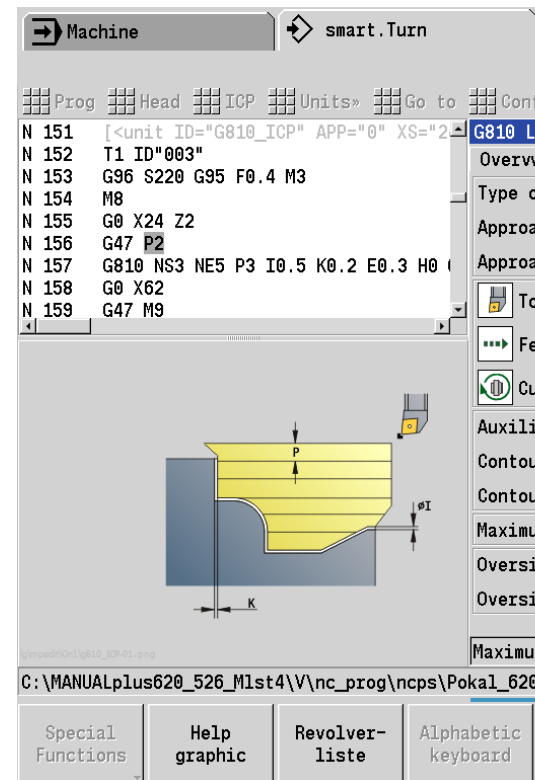 Machine
smart.Turn
Prog Head ICP Units» Go to Con
N 151 [<unit ID="G810_ICP" APP="0" XS="2
N 152 T1 ID"003"
N 153 G96 S220 G95 F0.4 M3
N 154 M8
N 155 G0 X24 Z2
N 156 G47 P2
N 157 G810 NS3 NE5 P3 I0.5 K0.2 E0.3 H0
N 158 G0 X62
N 159 G47 M9
G810 L
Overvw
Type o
Approa
Approa
To
Fe
Cu
Auxili
Contou
Contou
Maximu
Oversi
Oversi
Maximu
P
øI
K
C:\MANUALplus620_526_Mlst4\V\nc_prog\ncps\Pokal_620
Special
Functions
Help
graphic
Revolver-
liste
Alphabetic
keyboard